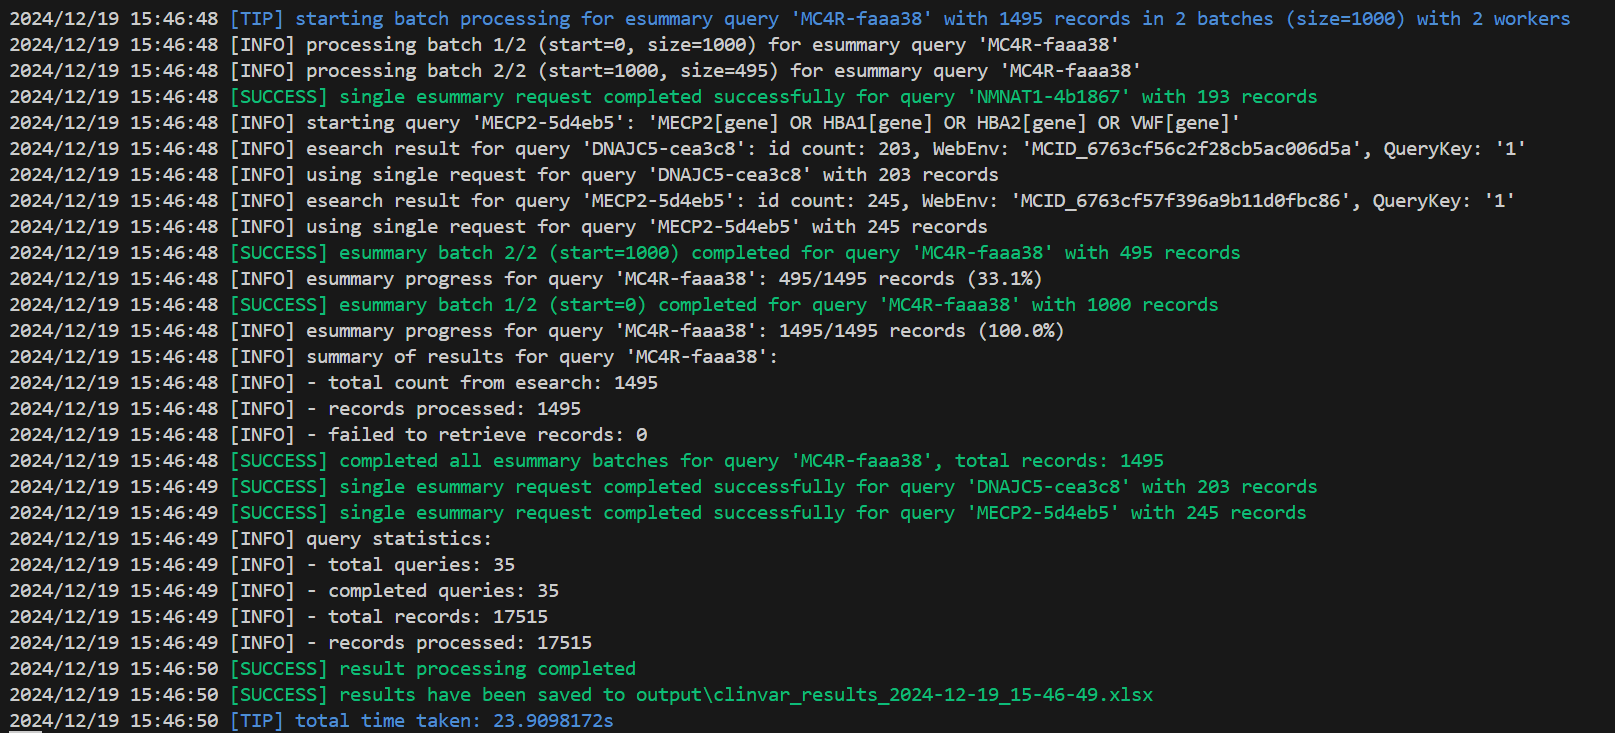 2024/12/19 15:46:48 [TIP] starting batch processing for esummary query 'MC4R-faaa38' with 1495 records in 2 batches (size=1000) with 2 workers
2024/12/19 15:46:48 [INFO] processing batch 1/2 (start=0, size=1000) for esummary query 'MC4R-faaa38'
2024/12/19 15:46:48 [INFO] processing batch 2/2 (start=1000, size=495) for esummary query 'MC4R-faaa38'
2024/12/19 15:46:48 [SUCCESS] single esummary request completed successfully for query 'NMNAT1-4b1867' with 193 records
2024/12/19 15:46:48 [INFO] starting query 'MECP2-5d4eb5': 'MECP2[gene] OR HBA1[gene] OR HBA2[gene] OR VWF[gene]'
2024/12/19 15:46:48 [INFO] esearch result for query 'DNAJC5-cea3c8': id count: 203, WebEnv: 'MCID_6763cf56c2f28cb5ac006d5a', QueryKey: '1'
2024/12/19 15:46:48 [INFO] using single request for query 'DNAJC5-cea3c8' with 203 records
2024/12/19 15:46:48 [INFO] esearch result for query 'MECP2-5d4eb5': id count: 245, WebEnv: 'MCID_6763cf57f396a9b11d0fbc86', QueryKey: '1'
2024/12/19 15:46:48 [INFO] using single request for query 'MECP2-5d4eb5' with 245 records
2024/12/19 15:46:48 [SUCCESS] esummary batch 2/2 (start=1000) completed for query 'MC4R-faaa38' with 495 records
2024/12/19 15:46:48 [INFO] esummary progress for query 'MC4R-faaa38': 495/1495 records (33.1%)
2024/12/19 15:46:48 [SUCCESS] esummary batch 1/2 (start=0) completed for query 'MC4R-faaa38' with 1000 records
2024/12/19 15:46:48 [INFO] esummary progress for query 'MC4R-faaa38': 1495/1495 records (100.0%)
2024/12/19 15:46:48 [INFO] summary of results for query 'MC4R-faaa38':
2024/12/19 15:46:48 [INFO] - total count from esearch: 1495
2024/12/19 15:46:48 [INFO] - records processed: 1495
2024/12/19 15:46:48 [INFO] - failed to retrieve records: 0
2024/12/19 15:46:48 [SUCCESS] completed all esummary batches for query 'MC4R-faaa38', total records: 1495
2024/12/19 15:46:49 [SUCCESS] single esummary request completed successfully for query 'DNAJC5-cea3c8' with 203 records
2024/12/19 15:46:49 [SUCCESS] single esummary request completed successfully for query 'MECP2-5d4eb5' with 245 records
2024/12/19 15:46:49 [INFO] query statistics:
2024/12/19 15:46:49 [INFO] - total queries: 35
2024/12/19 15:46:49 [INFO] - completed queries: 35
2024/12/19 15:46:49 [INFO] - total records: 17515
2024/12/19 15:46:49 [INFO] - records processed: 17515
2024/12/19 15:46:50 [SUCCESS] result processing completed
2024/12/19 15:46:50 [SUCCESS] results have been saved to output\clinvar_results_2024-12-19_15-46-49.xlsx
2024/12/19 15:46:50 [TIP] total time taken: 23.9098172s